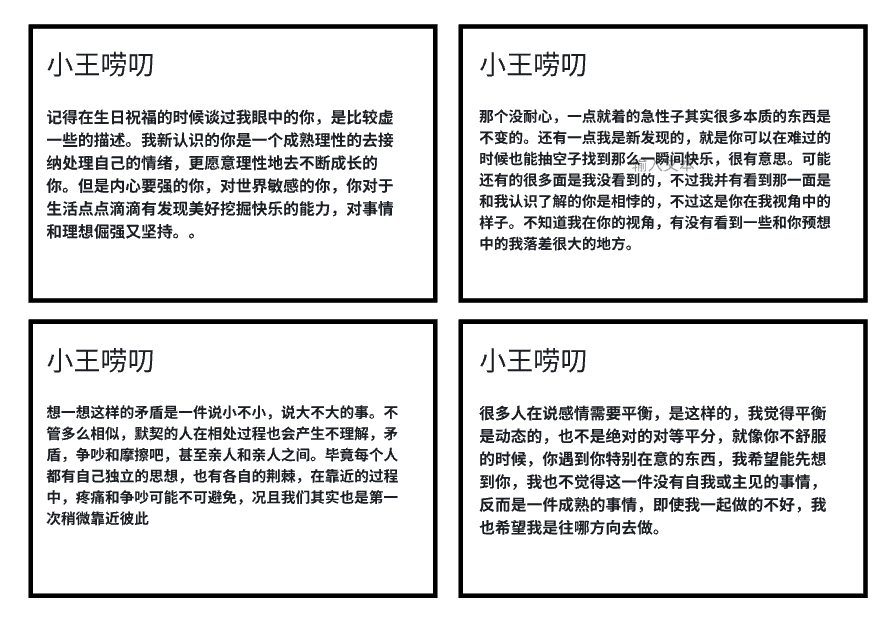 小王唠叨
记得在生日祝福的时候谈过我眼中的你，是比较虚
一些的描述。我新认识的你是一个成熟理性的去接
纳处理自己的情绪，更愿意理性地去不断成长的
你。但是内心要强的你，对世界敏感的你，你对于
生活点点滴滴有发现美好挖掘快乐的能力，对事情
和理想倔强又坚持。。
小王唠叨
那个没耐心，一点就着的急性子其实很多本质的东西是
不变的。还有一点我是新发现的，就是你可以在难过的
时候也能抽空子找到那么一瞬间快乐，很有意思。可能
输入文本
还有的很多面是我没看到的，不过我并有看到那一面是
和我认识了解的你是相悖的，不过这是你在我视角中的
样子。不知道我在你的视角，有没有看到一些和你预想
中的我落差很大的地方。
小王唠叨
想一想这样的矛盾是一件说小不小，说大不大的事。不
管多么相似，默契的人在相处过程也会产生不理解，矛
盾，争吵和摩擦吧，甚至亲人和亲人之间。毕竟每个人
都有自己独立的思想，也有各自的荆棘，在靠近的过程
中，疼痛和争吵可能不可避免，况且我们其实也是第一
次稍微靠近彼此
小王唠叨
很多人在说感情需要平衡，是这样的，我觉得平衡
是动态的，也不是绝对的对等平分，就像你不舒服
的时候，你遇到你特别在意的东西，我希望能先想
到你，我也不觉得这一件没有自我或主见的事情，
反而是一件成熟的事情，即使我一起做的不好，我
也希望我是往哪方向去做。